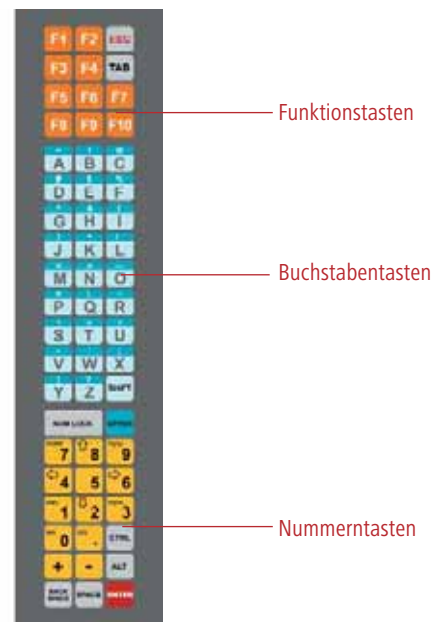 F1 F2 ESC
F3 F4 TAB
F5 F6 F7
F8 F9 F10
Funktionstasten
A B C
D E F
G H I
J K L
Buchstabentasten
M N O
P Q R
S T U
V W X
Y Z SHIFT
NUM LOCK
7 8 9
4 5 6
1 2 3
Nummerntasten
0 . CTRL
+ - ALT
BACK SPACE SPACE ENTER